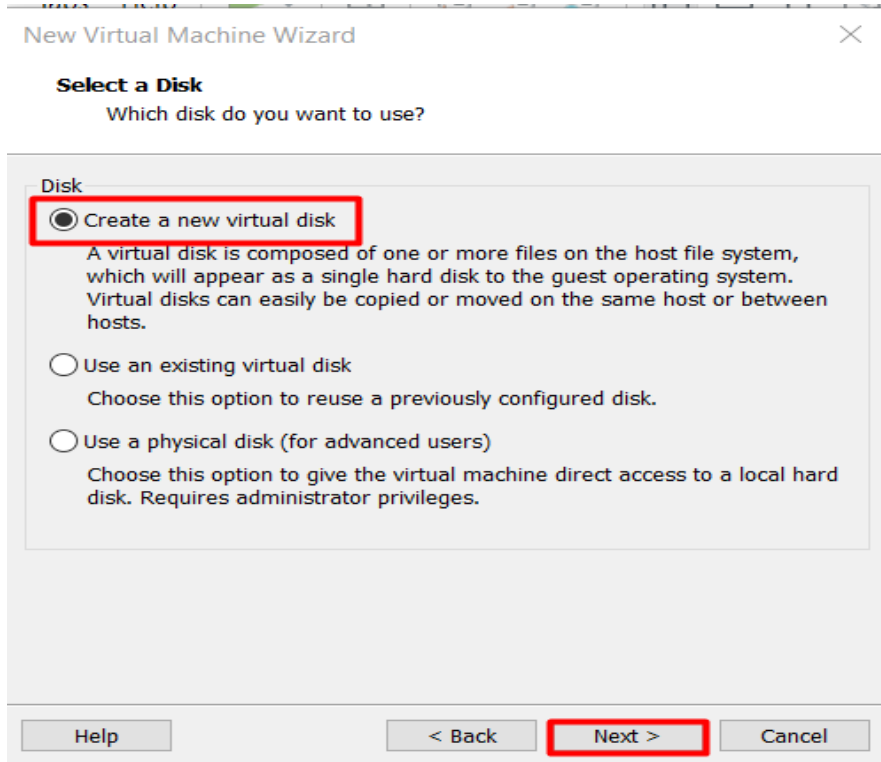 New Virtual Machine Wizard
Select a Disk
Which disk do you want to use?
Disk
Create a new virtual disk
A virtual disk is composed of one or more files on the host file system,
which will appear as a single hard disk to the guest operating system.
Virtual disks can easily be copied or moved on the same host or between
hosts.
Use an existing virtual disk
Choose this option to reuse a previously configured disk.
Use a physical disk (for advanced users)
Choose this option to give the virtual machine direct access to a local hard
disk. Requires administrator privileges.
Help
< Back
Next >
Cancel